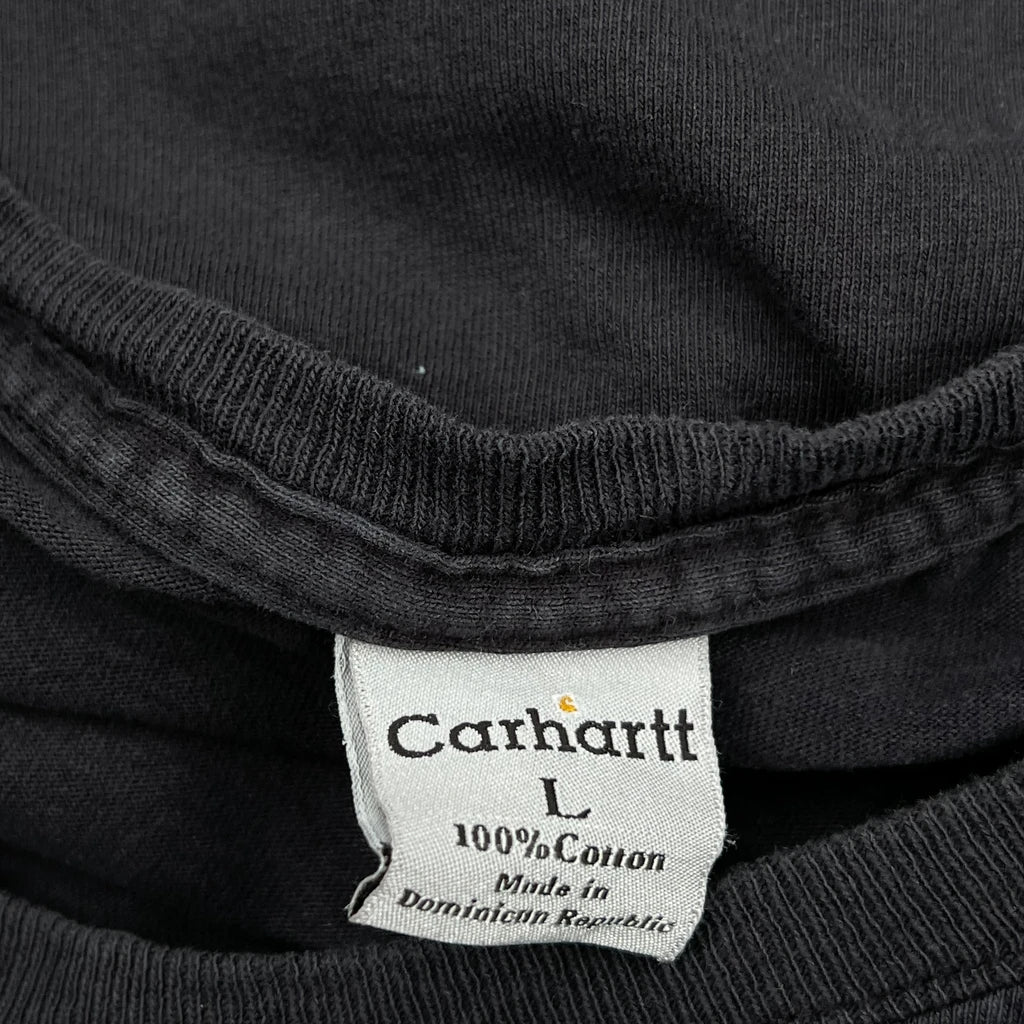 Carhartt
L
100% Cotton
Made in
Dominican Republic